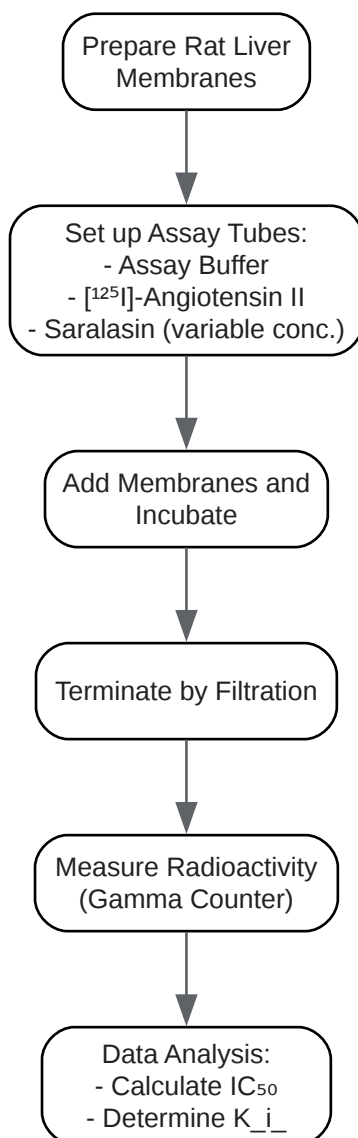 Prepare Rat Liver
Membranes
Set up Assay Tubes:
- Assay Buffer
- [¹²⁵I]-Angiotensin II
- Saralasin (variable conc.)
Add Membranes and
Incubate
Terminate by Filtration
Measure Radioactivity
(Gamma Counter)
Data Analysis:
- Calculate IC₅₀
- Determine K_i_